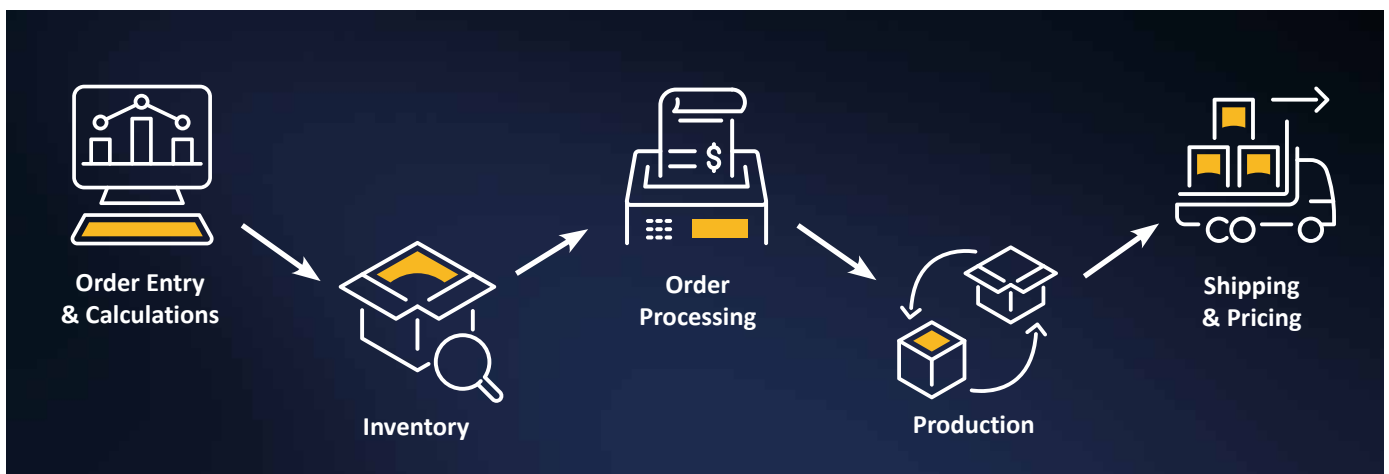 Order Entry
& Calculations
Inventory
$
Order
Processing
Production
Shipping
& Pricing